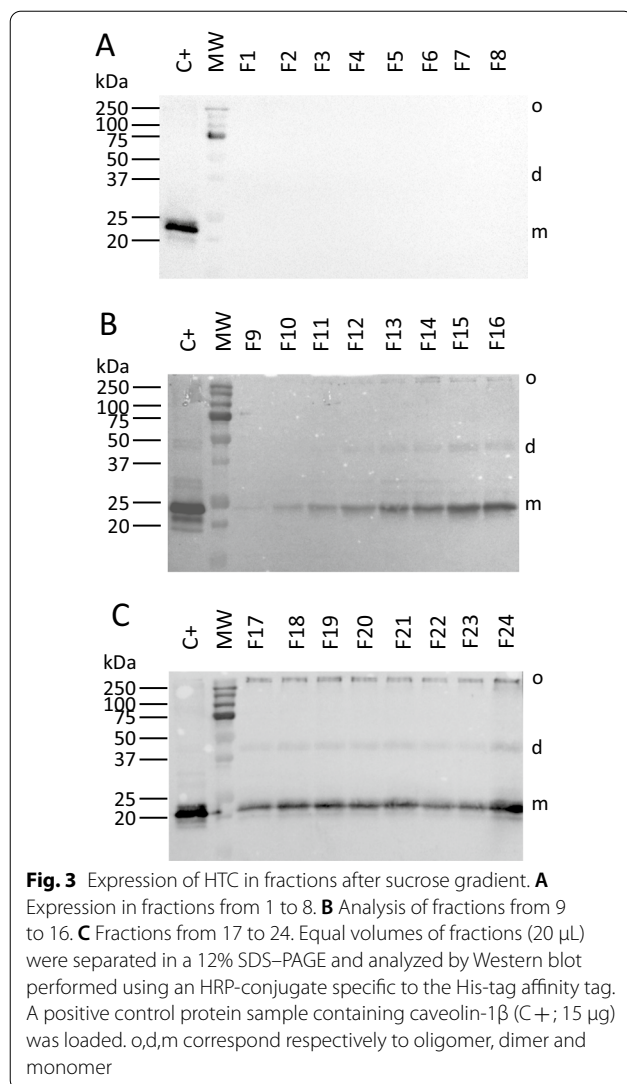 A
C+ MW F1 F2 F3 F4 F5 F6 F7 F8
kDa
250
100
75
50
37
25
20
o
d
m
B
C+ MW F9 F10 F11 F12 F13 F14 F15 F16
kDa
250
100
75
50
37
25
20
o
d
m
C
C+ MW F17 F18 F19 F20 F21 F22 F23 F24
kDa
250
100
75
50
37
25
20
o
d
m
Fig. 3 Expression of HTC in fractions after sucrose gradient. A
Expression in fractions from 1 to 8. B Analysis of fractions from 9
to 16. C Fractions from 17 to 24. Equal volumes of fractions (20 μL)
were separated in a 12% SDS–PAGE and analyzed by Western blot
performed using an HRP-conjugate specific to the His-tag affinity tag.
A positive control protein sample containing caveolin-1β (C+; 15 μg)
was loaded. o,d,m correspond respectively to oligomer, dimer and
monomer